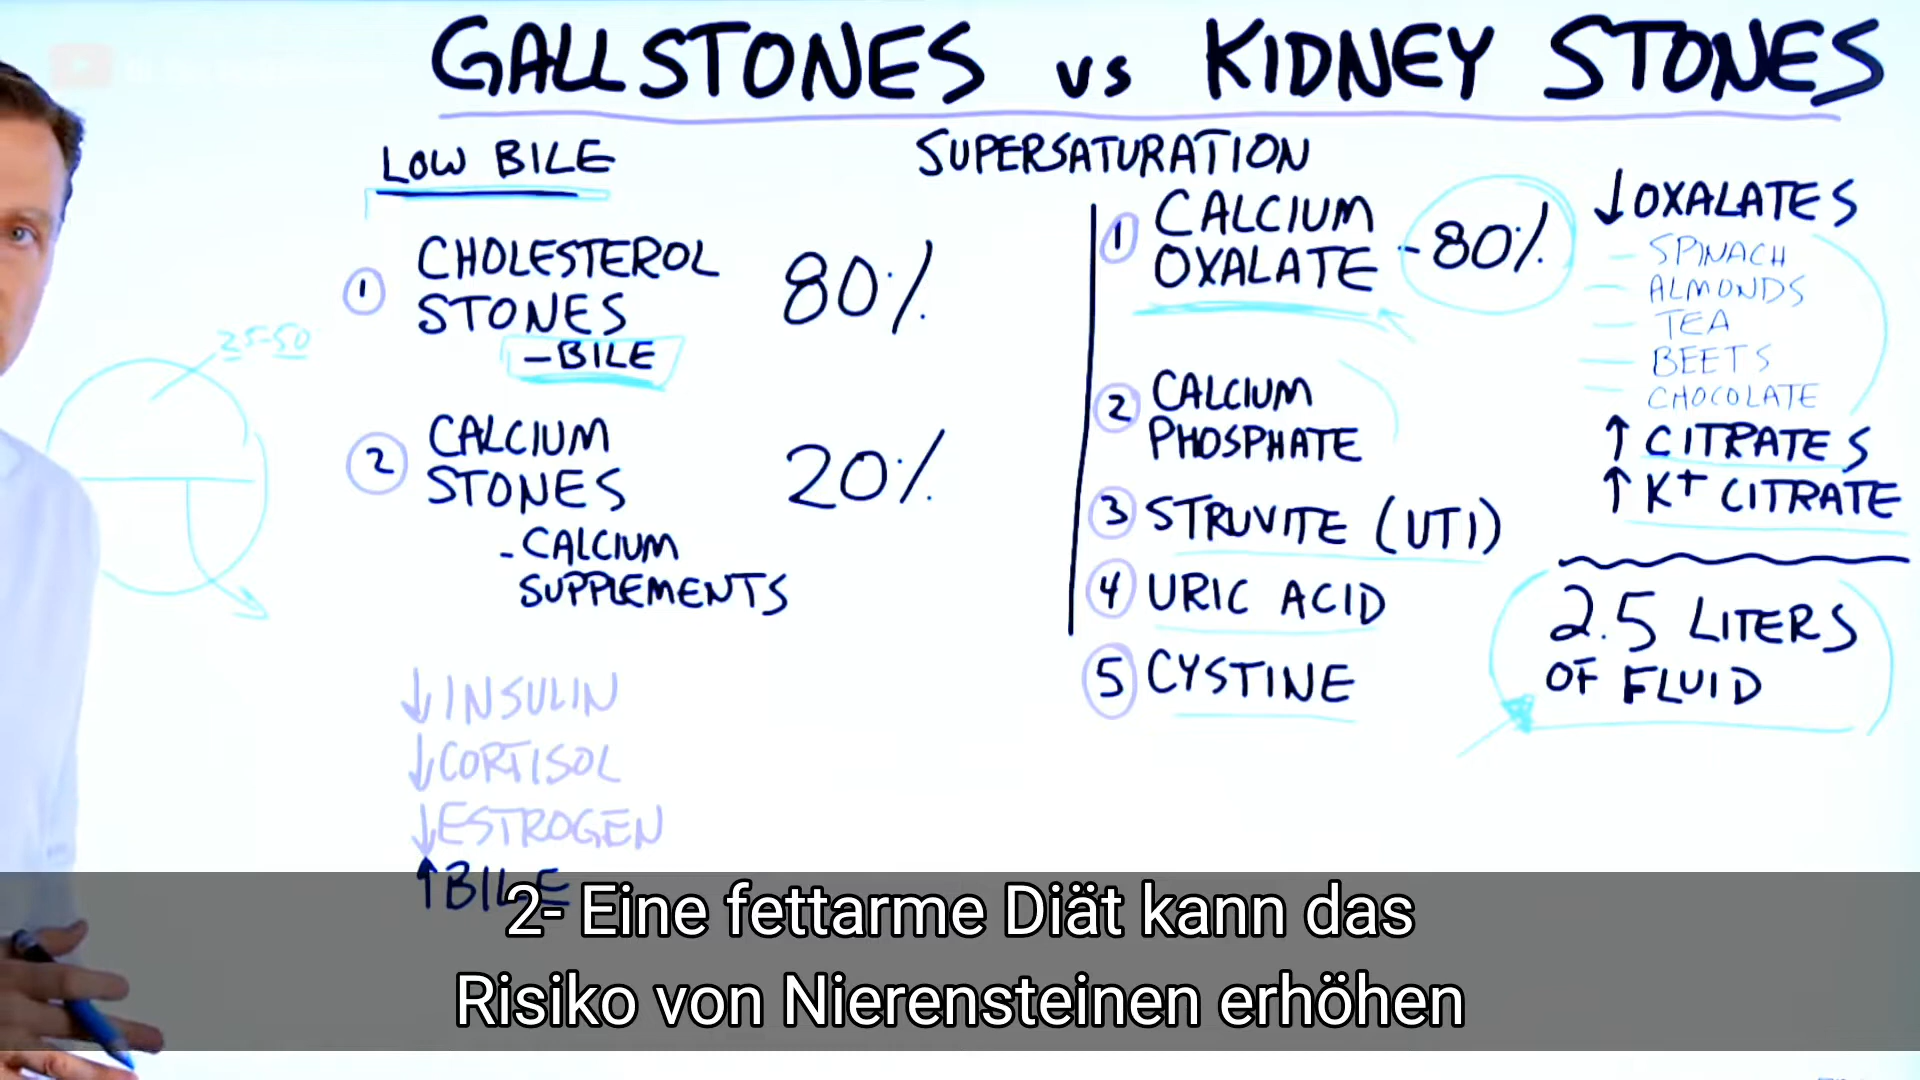 GALLSTONES vs KIDNEY STONES
LOW BILE
① CHOLESTEROL
STONES
-BILE
80%
② CALCIUM
STONES
20%
- CALCIUM
SUPPLEMENTS
↓INSULIN
↓CORTISOL
↓ESTROGEN
↑BILE
25-50
SUPERSATURATION
① CALCIUM
OXALATE - 80%
② CALCIUM
PHOSPHATE
③ STRUVITE (UTI)
④ URIC ACID
⑤ CYSTINE
↓OXALATES
- SPINACH
- ALMONDS
- TEA
- BEETS
- CHOCOLATE
↑ CITRATES
↑ K+ CITRATE
2.5 LITERS
OF FLUID
2- Eine fettarme Diät kann das
Risiko von Nierensteinen erhöhen